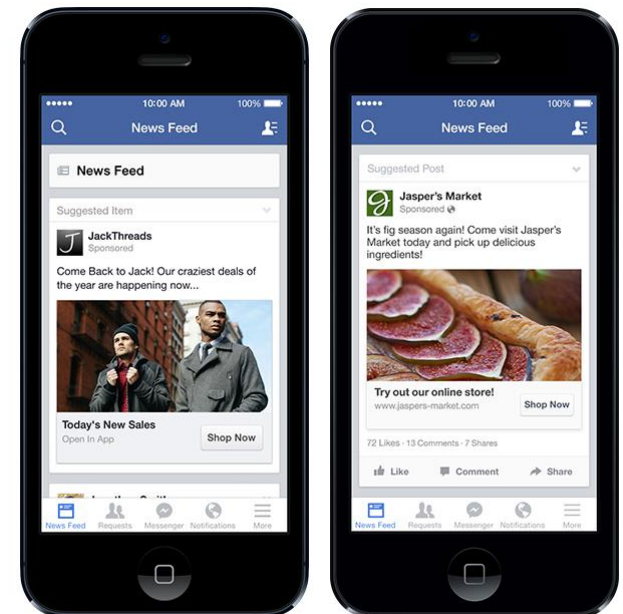 10:00 AM 100%
News Feed
News Feed
Suggested Item
JackThreads
Sponsored
Come Back to Jack! Our craziest deals of
the year are happening now...
Today's New Sales
Open In App
Shop Now
News Feed Requests Messenger Notifications More
10:00 AM 100%
News Feed
Suggested Post
Jasper's Market
Sponsored
It's fig season again! Come visit Jasper's
Market today and pick up delicious
ingredients!
Try out our online store!
www.jaspers-market.com
Shop Now
72 Likes · 13 Comments · 7 Shares
Like Comment Share
News Feed Requests Messenger Notifications More